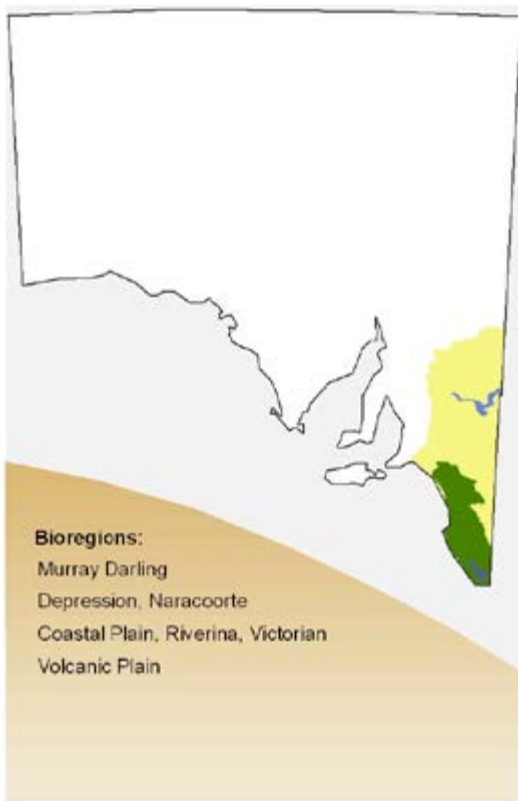 Bioregions:
Murray Darling
Depression, Naracoorte
Coastal Plain, Riverina, Victorian
Volcanic Plain